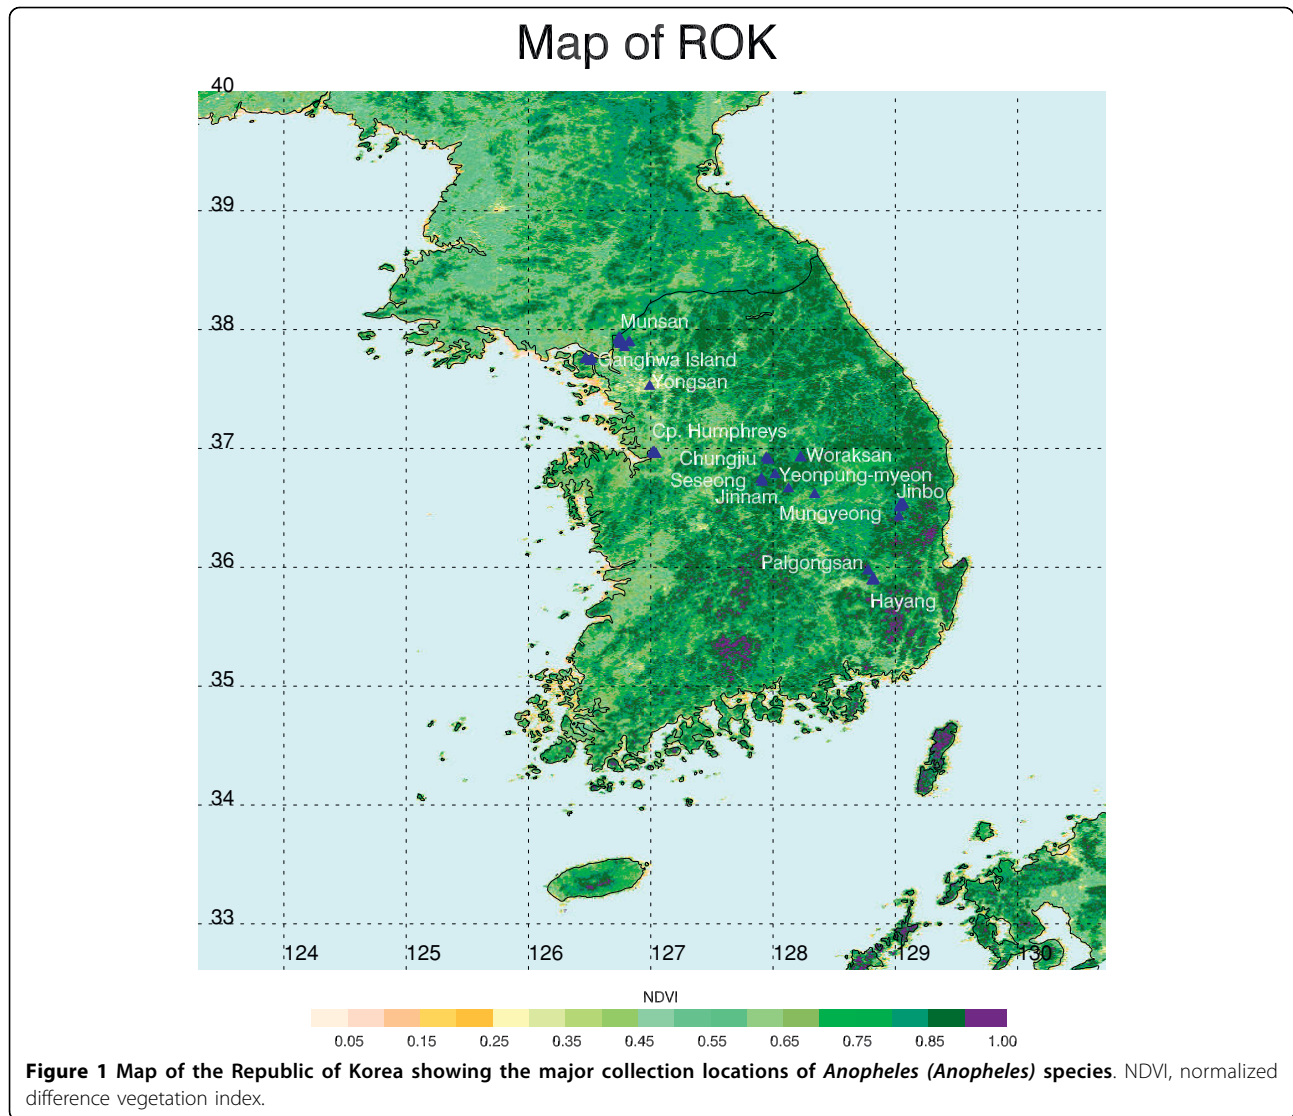 Map of ROK
40
39
38
Munsan
Ganghwa Island
Yongsan
37
Cp. Humphreys
Chungjiu
Woraksan
Seseong
Yeonpung-myeon
Jinnam
Jinbo
Mungyeong
36
Palgongsan
Hayang
35
34
33
124 125 126 127 128 129 130
NDVI
0.05 0.15 0.25 0.35 0.45 0.55 0.65 0.75 0.85 1.00
Figure 1 Map of the Republic of Korea showing the major collection locations of Anopheles (Anopheles) species. NDVI, normalized
difference vegetation index.